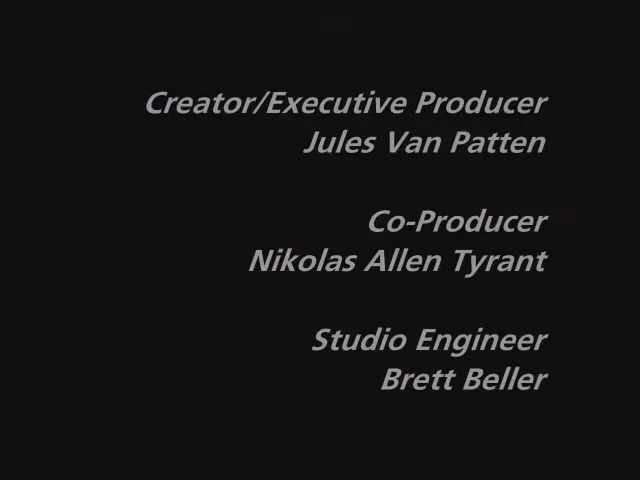 Creator/Executive Producer
Jules Van Patten
Co-Producer
Nikolas Allen Tyrant
Studio Engineer
Brett Beller